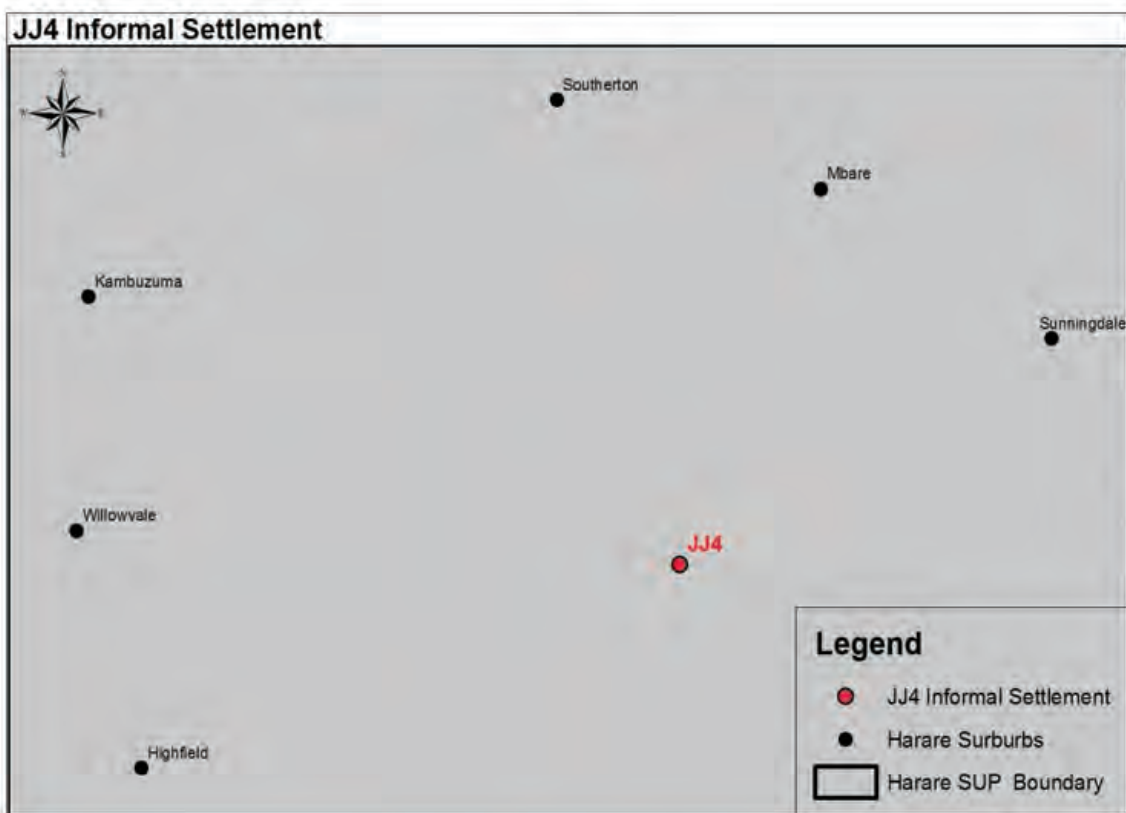 JJ4 Informal Settlement
N
W
E
S
Southerton
Mbare
Kambuzuma
Sunningdale
Willowvale
JJ4
Highfield
Legend
JJ4 Informal Settlement
Harare Surburbs
Harare SUP Boundary